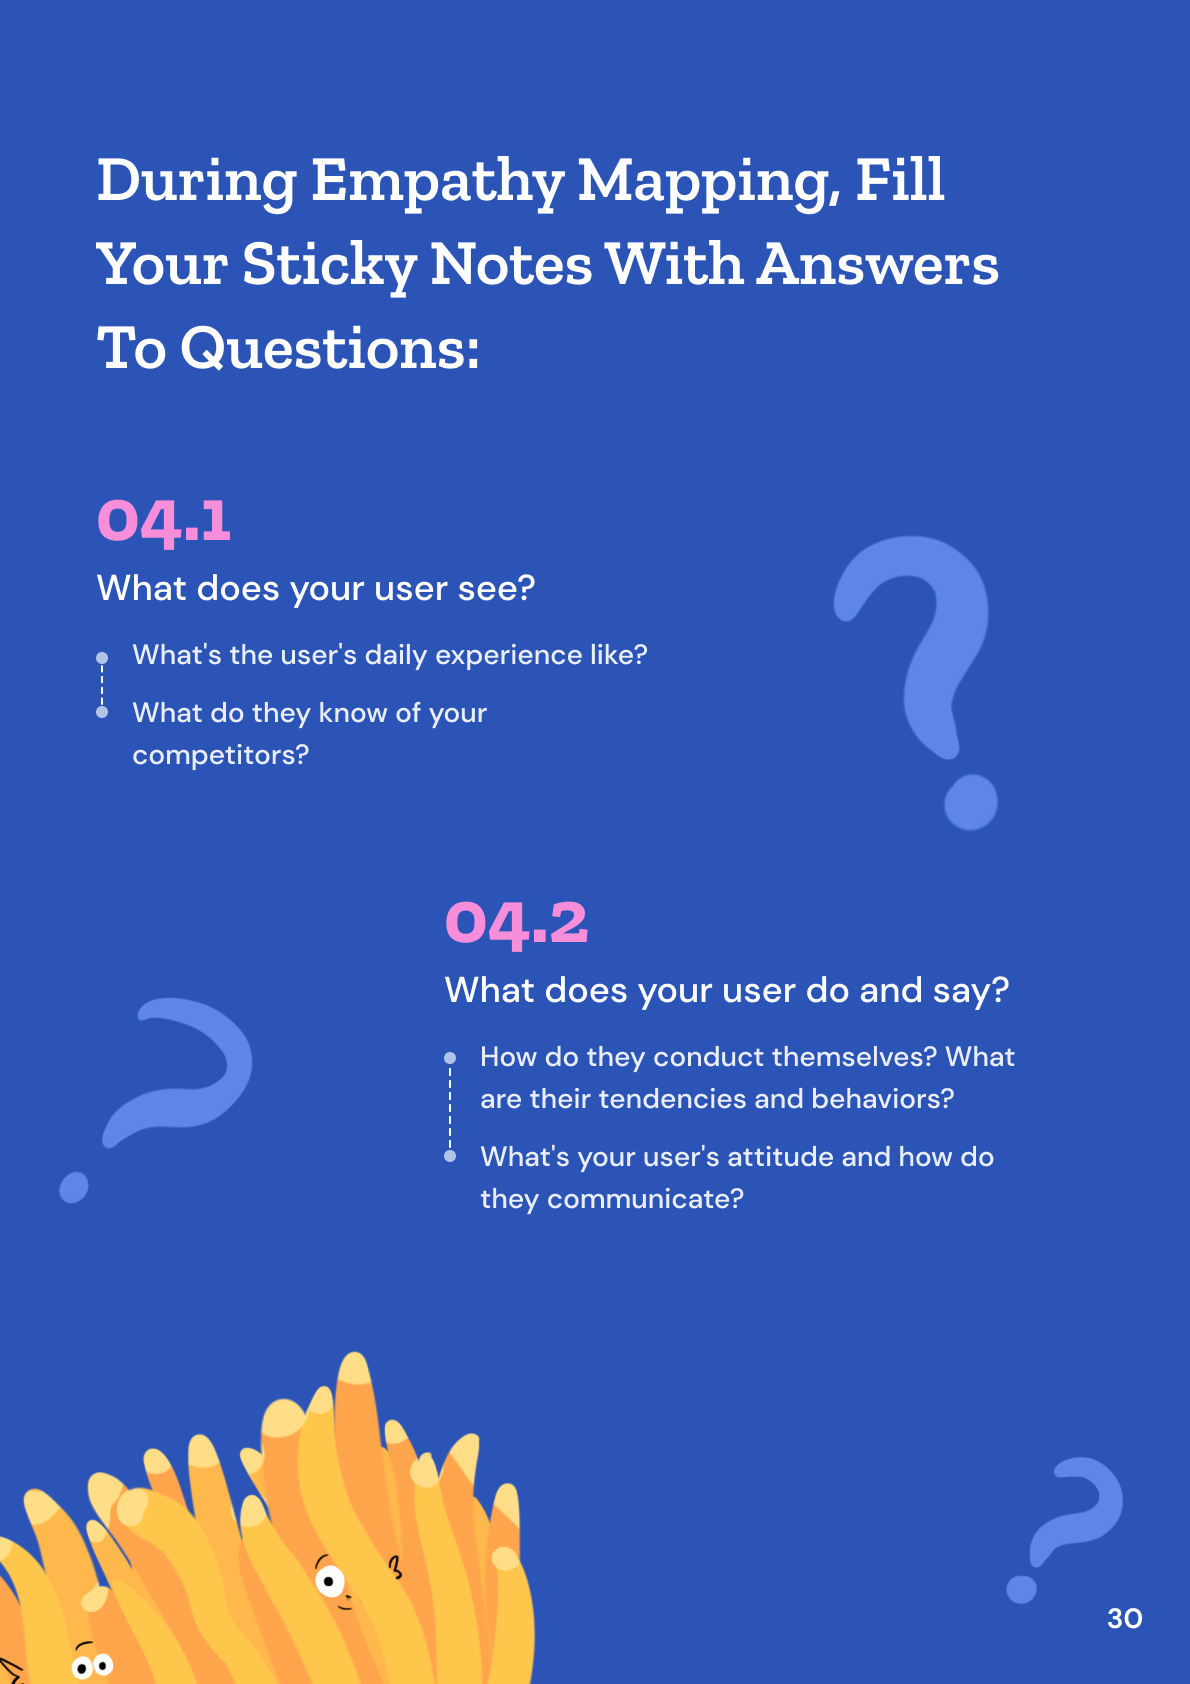 During Empathy Mapping, Fill
Your Sticky Notes With Answers
To Questions:
04.1
What does your user see?
What's the user's daily experience like?
What do they know of your
competitors?
04.2
What does your user do and say?
How do they conduct themselves? What
are their tendencies and behaviors?
What's your user's attitude and how do
they communicate?
30